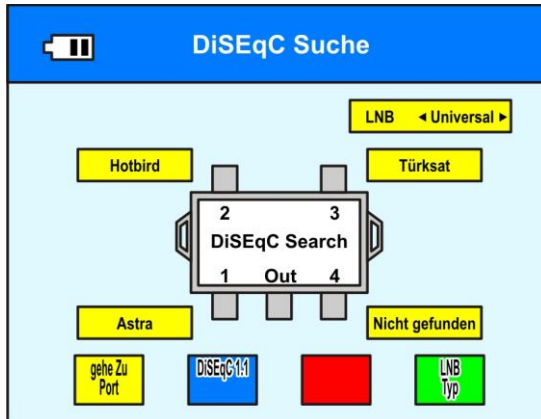 DiSEqC Suche
LNB ◄ Universal ►
Hotbird
Türksat
2 3
DiSEqC Search
1 Out 4
Astra
Nicht gefunden
gehe Zu
Port
DiSEqC 1.1
LNB
Typ